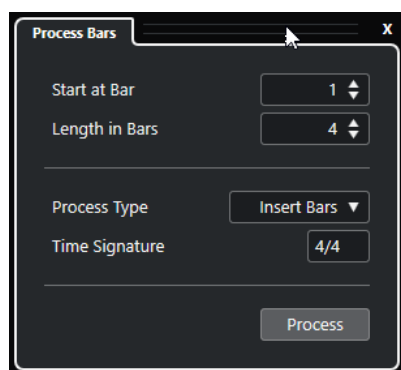 Process Bars x
Start at Bar 1
Length in Bars 4
Process Type Insert Bars
Time Signature 4/4
Process